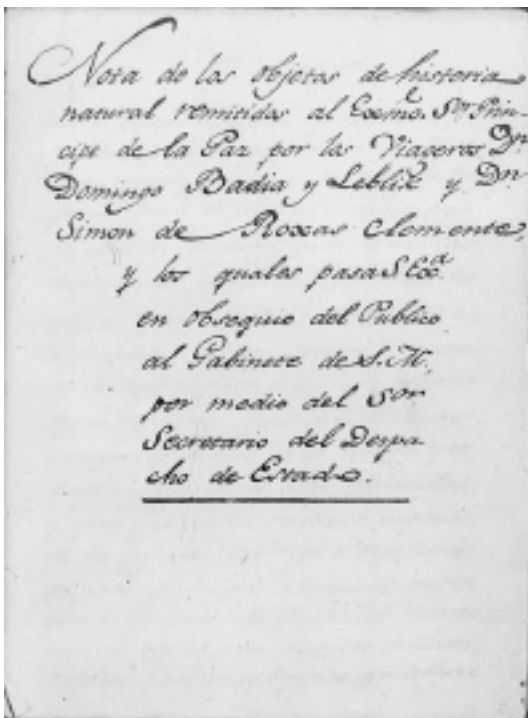 Nota de los objetos de historia
natural remitidos al Exmo. Sor Prin-
cipe de la Paz por los Viageros Dn
Domingo Badia y Leblik y Dn
Simon de Roxas Clemente,
y los quales pasa S Exa
en obsequio del Publico
al Gabinete de S. M.
por medio del Sor
Secretario del Despa
cho de Estado.